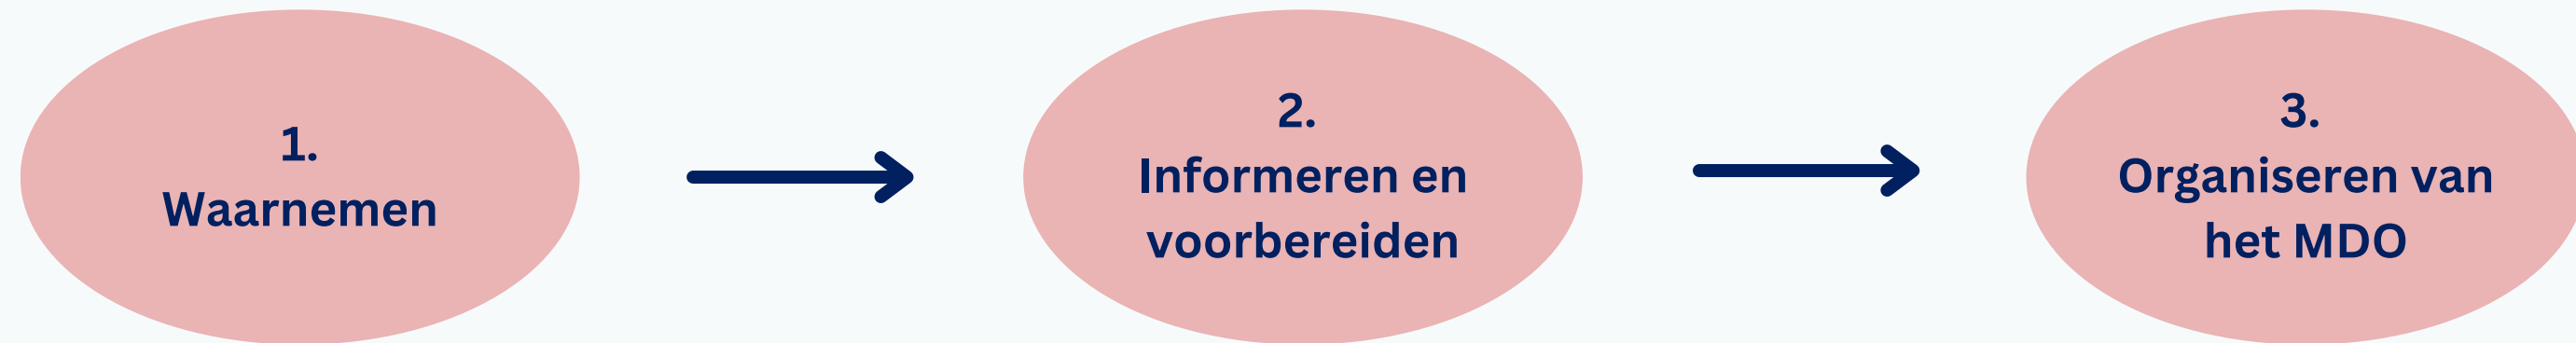 1.
Waarnemen
2.
Informeren en
voorbereiden
3.
Organiseren van
het MDO